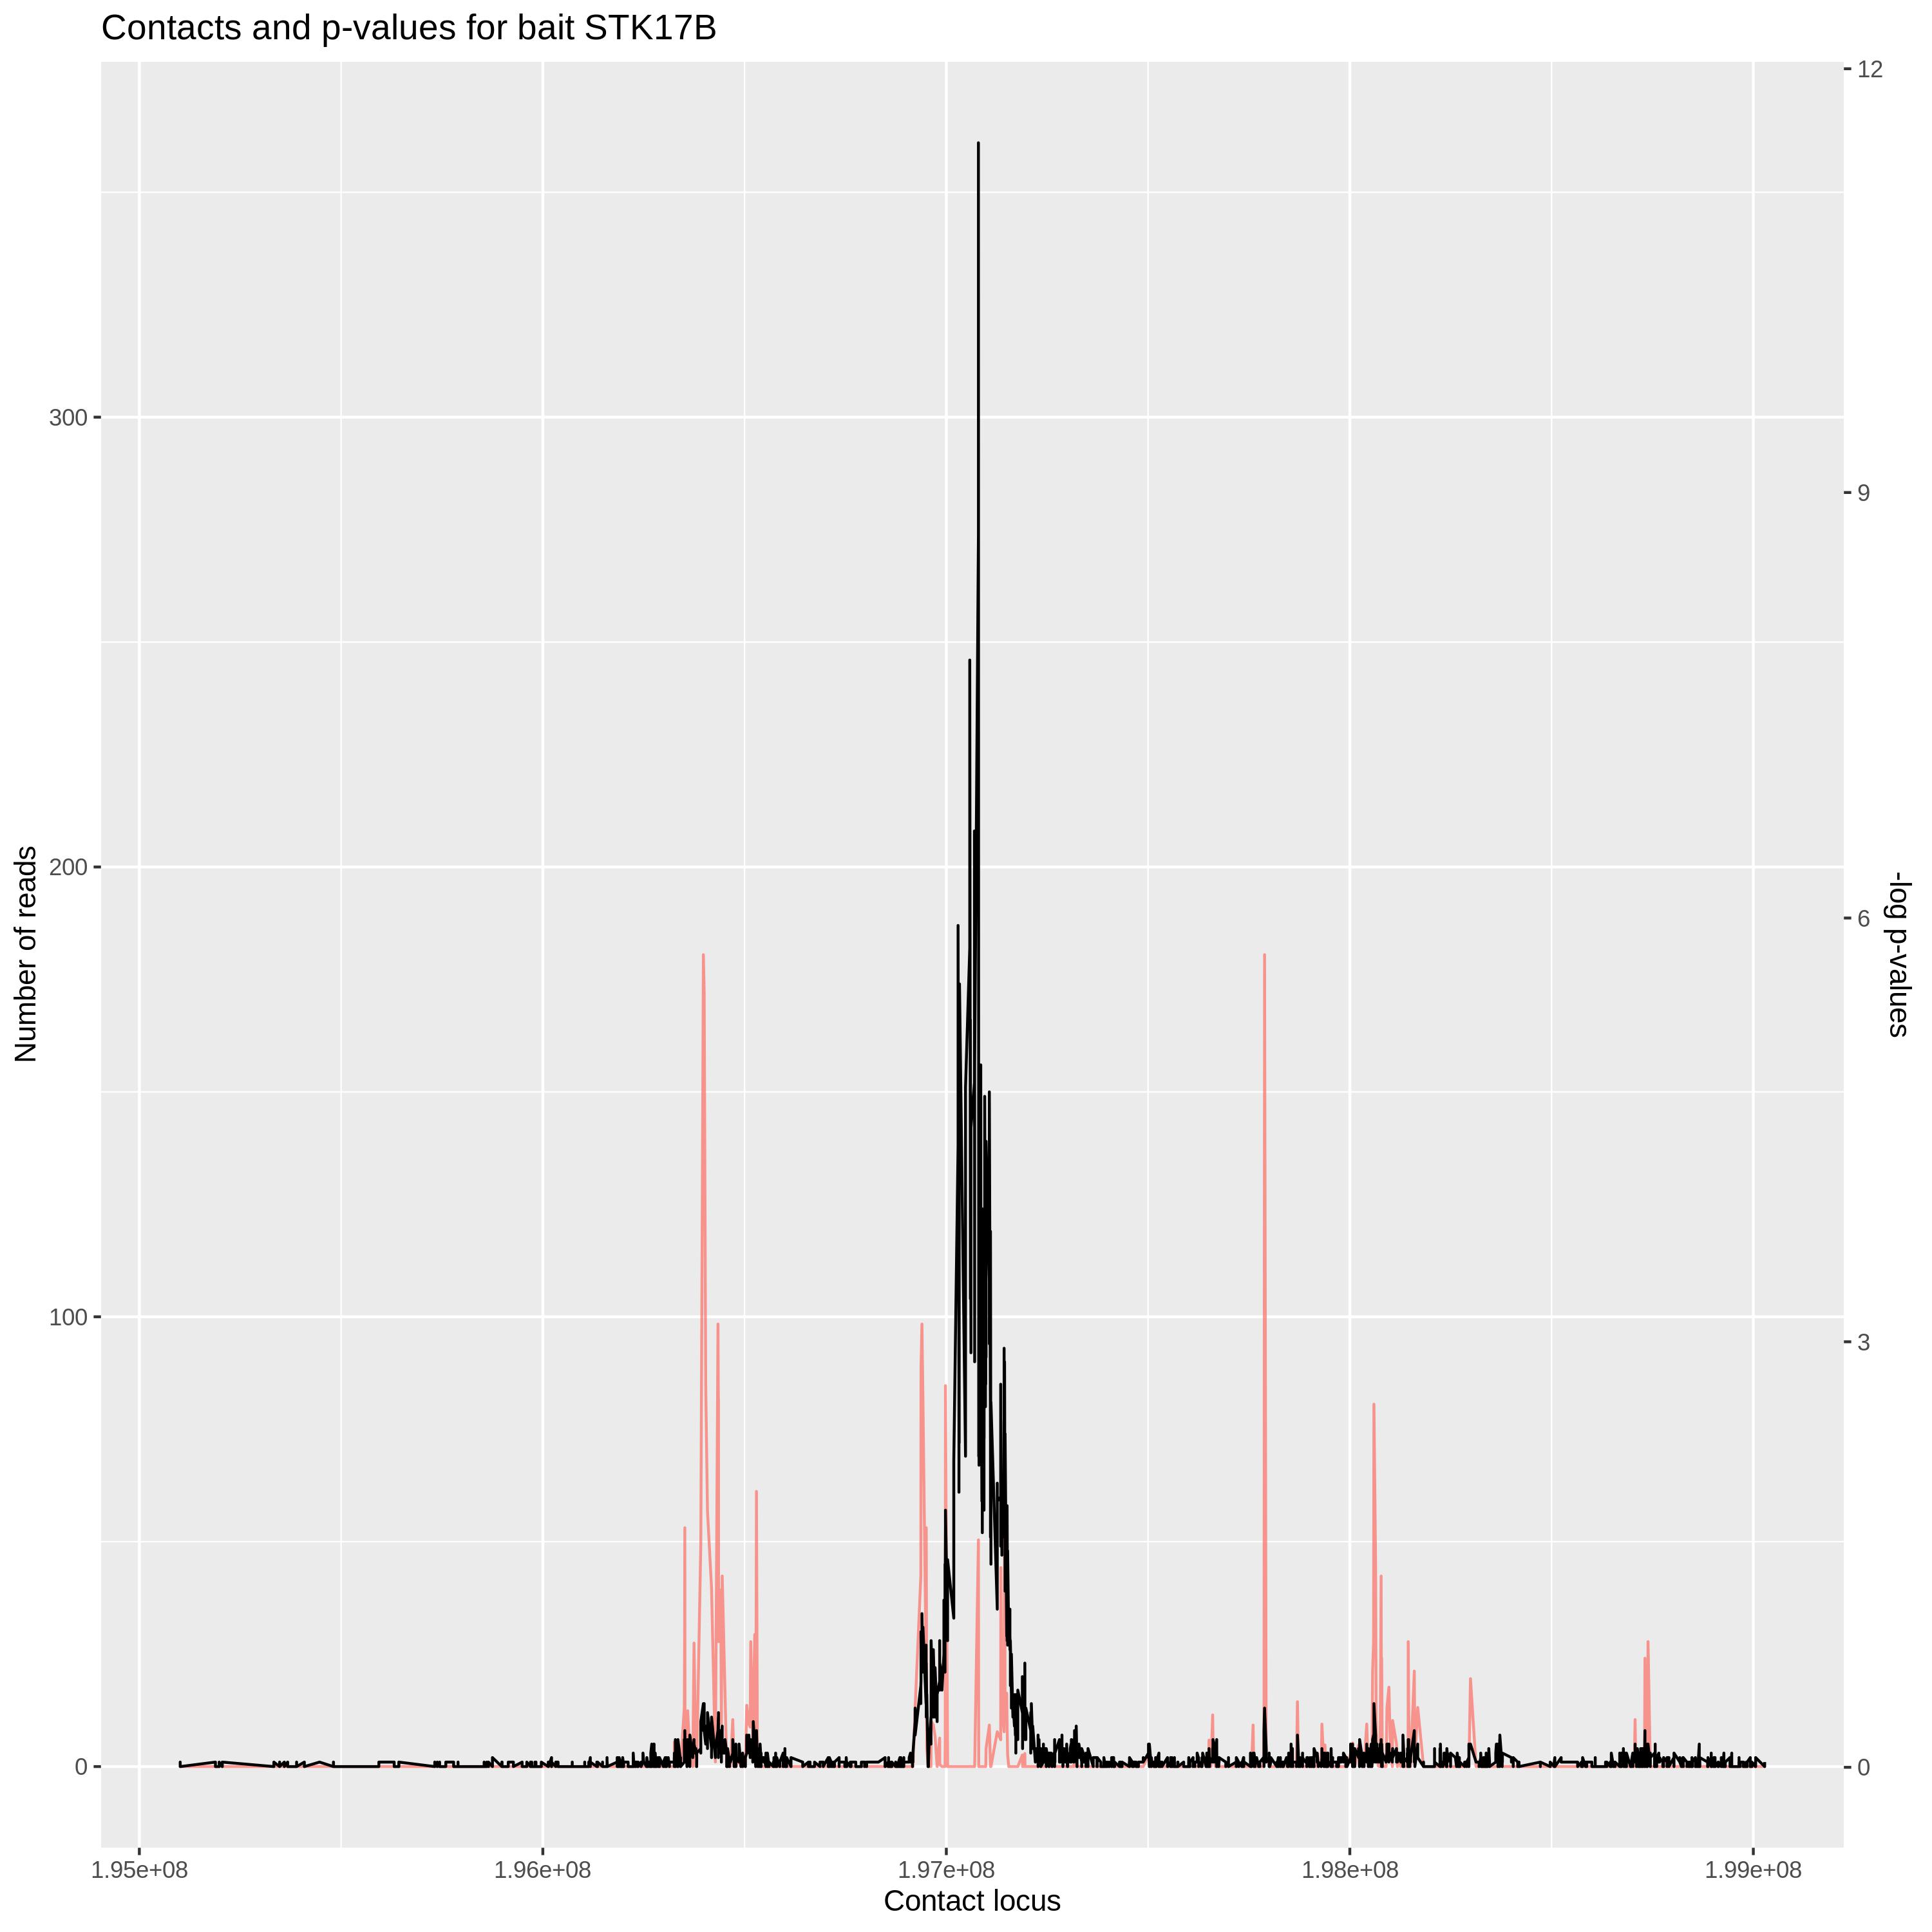 Contacts and p-values for bait STK17B
12
9
6
3
0
-log p-values
300
200
100
0
Number of reads
1.95e+08 1.96e+08 1.97e+08 1.98e+08 1.99e+08
Contact locus